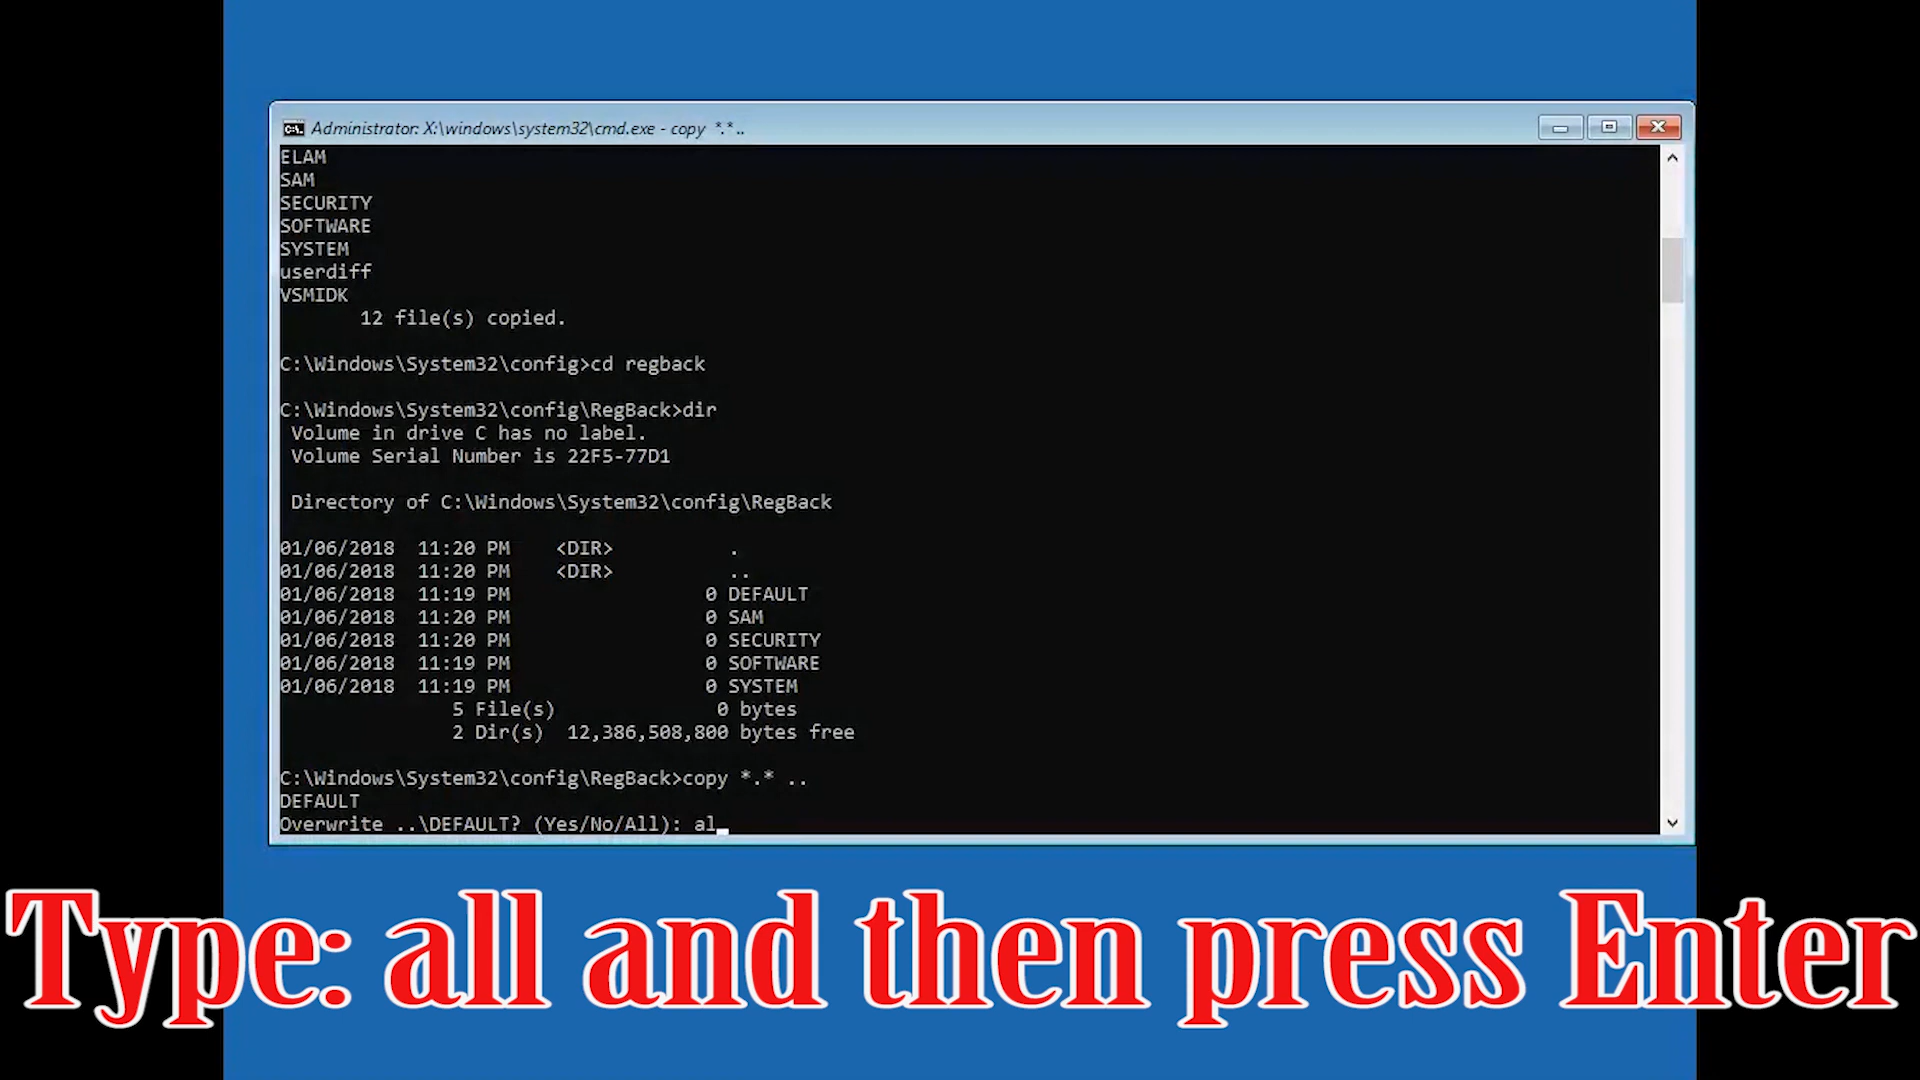 Administrator: X:\windows\system32\cmd.exe - copy  *.* ..
ELAM
SAM
SECURITY
SOFTWARE
SYSTEM
userdiff
VSMIDK
       12 file(s) copied.
C:\Windows\System32\config>cd regback
C:\Windows\System32\config\RegBack>dir
 Volume in drive C has no label.
 Volume Serial Number is 22F5-77D1
 Directory of C:\Windows\System32\config\RegBack
01/06/2018  11:20 PM    <DIR>          .
01/06/2018  11:20 PM    <DIR>          ..
01/06/2018  11:19 PM                 0 DEFAULT
01/06/2018  11:20 PM                 0 SAM
01/06/2018  11:20 PM                 0 SECURITY
01/06/2018  11:19 PM                 0 SOFTWARE
01/06/2018  11:19 PM                 0 SYSTEM
               5 File(s)              0 bytes
               2 Dir(s)  12,386,508,800 bytes free
C:\Windows\System32\config\RegBack>copy *.* ..
DEFAULT
Overwrite ..\DEFAULT? (Yes/No/All): al_
Type: all and then press Enter